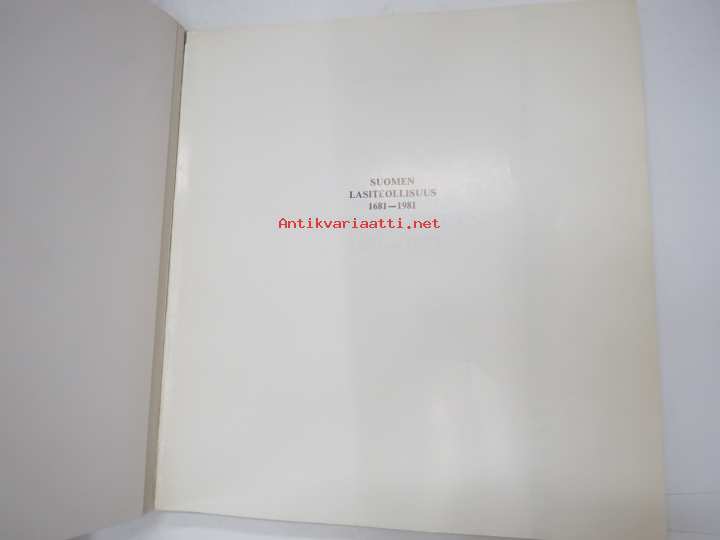 SUOMEN
LASITEOLLISUUS
1681—1981
Antikvariaatti.net